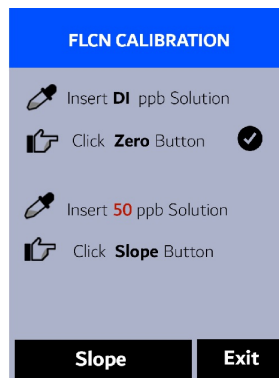 FLCN CALIBRATION
Insert DI ppb Solution
Click Zero Button
Insert 50 ppb Solution
Click Slope Button
Slope Exit